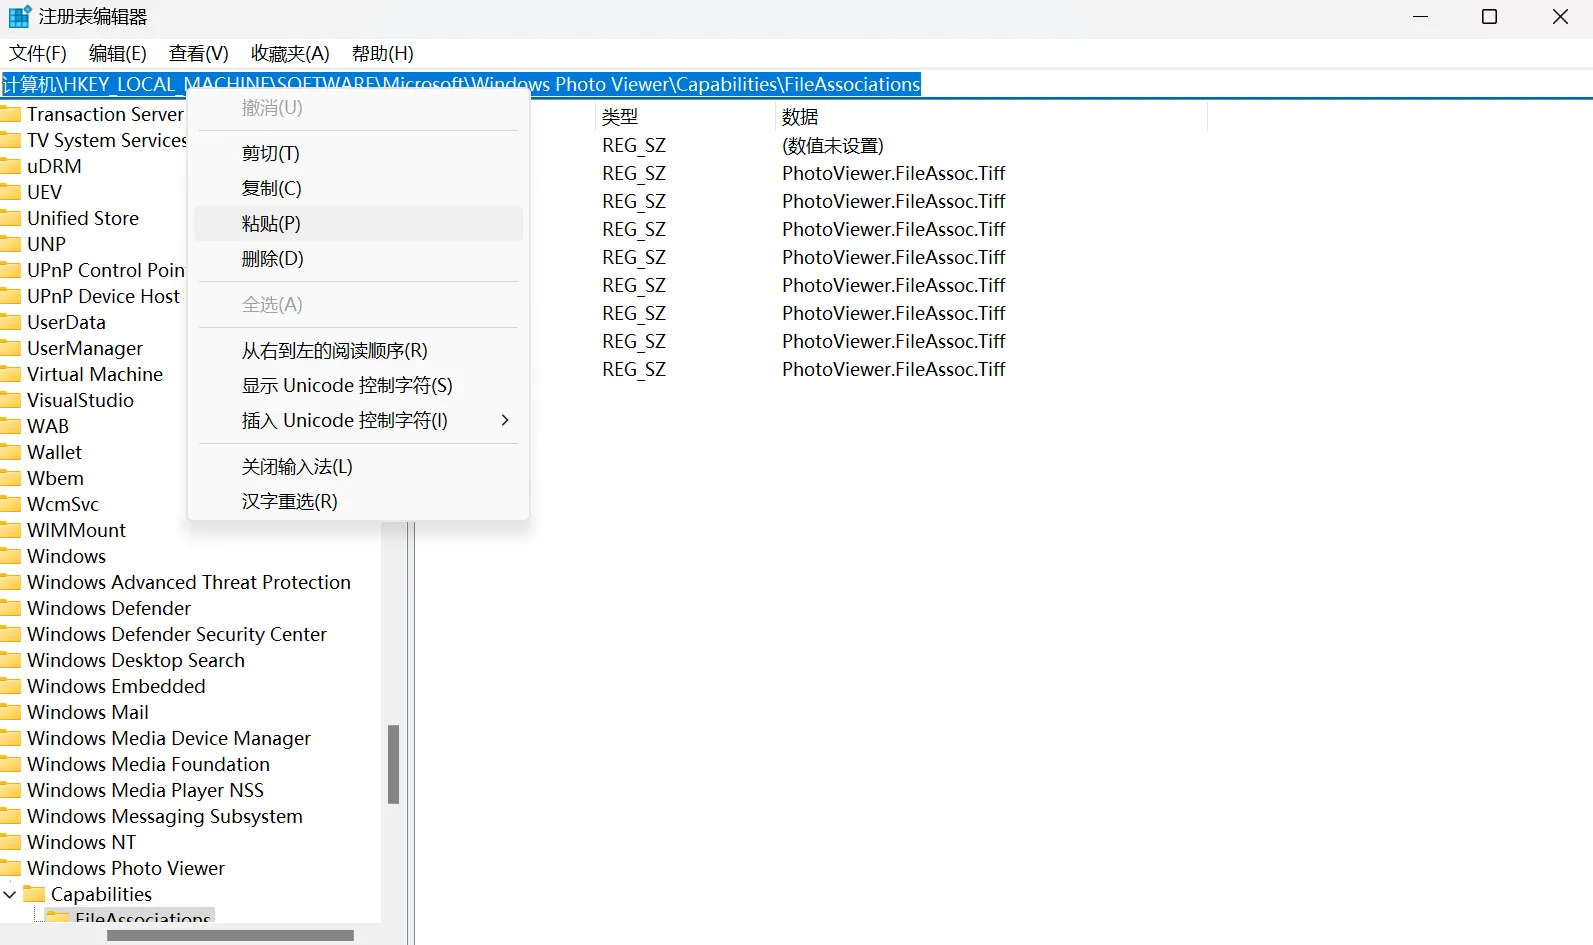 注册表编辑器
文件(F) 编辑(E) 查看(V) 收藏夹(A) 帮助(H)
计算机\HKEY_LOCAL_MACHINE\SOFTWARE\Microsoft\Windows Photo Viewer\Capabilities\FileAssociations
Transaction Server
TV System Services
uDRM
UEV
Unified Store
UNP
UPnP Control Poin
UPnP Device Host
UserData
UserManager
Virtual Machine
VisualStudio
WAB
Wallet
Wbem
WcmSvc
WIMMount
Windows
Windows Advanced Threat Protection
Windows Defender
Windows Defender Security Center
Windows Desktop Search
Windows Embedded
Windows Mail
Windows Media Device Manager
Windows Media Foundation
Windows Media Player NSS
Windows Messaging Subsystem
Windows NT
Windows Photo Viewer
Capabilities
FileAssociations
撤消(U)
剪切(T)
复制(C)
粘贴(P)
删除(D)
全选(A)
从右到左的阅读顺序(R)
显示 Unicode 控制字符(S)
插入 Unicode 控制字符(I)
关闭输入法(L)
汉字重选(R)
类型 数据
REG_SZ (数值未设置)
REG_SZ PhotoViewer.FileAssoc.Tiff
REG_SZ PhotoViewer.FileAssoc.Tiff
REG_SZ PhotoViewer.FileAssoc.Tiff
REG_SZ PhotoViewer.FileAssoc.Tiff
REG_SZ PhotoViewer.FileAssoc.Tiff
REG_SZ PhotoViewer.FileAssoc.Tiff
REG_SZ PhotoViewer.FileAssoc.Tiff
REG_SZ PhotoViewer.FileAssoc.Tiff